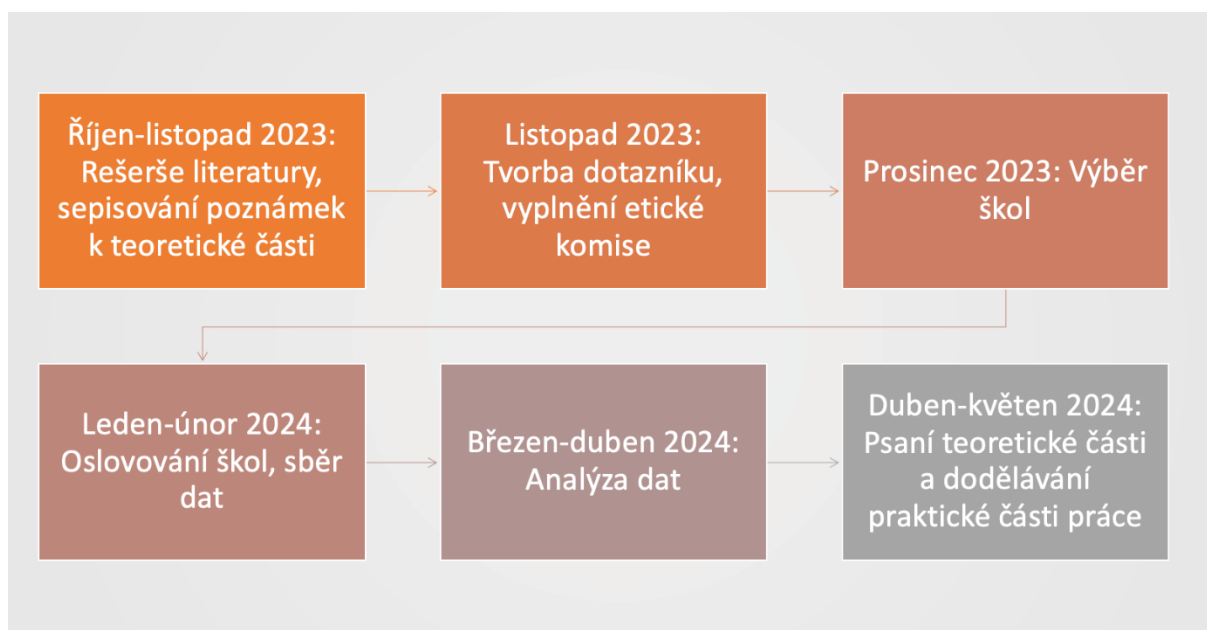 Říjen-listopad 2023:
Rešerše literatury,
sepisování poznámek
k teoretické části
Listopad 2023:
Tvorba dotazníku,
vyplnění etické
komise
Prosinec 2023: Výběr
škol
Leden-únor 2024:
Oslovování škol, sběr
dat
Březen-duben 2024:
Analýza dat
Duben-květen 2024:
Psaní teoretické části
a dodělávání
praktické části práce